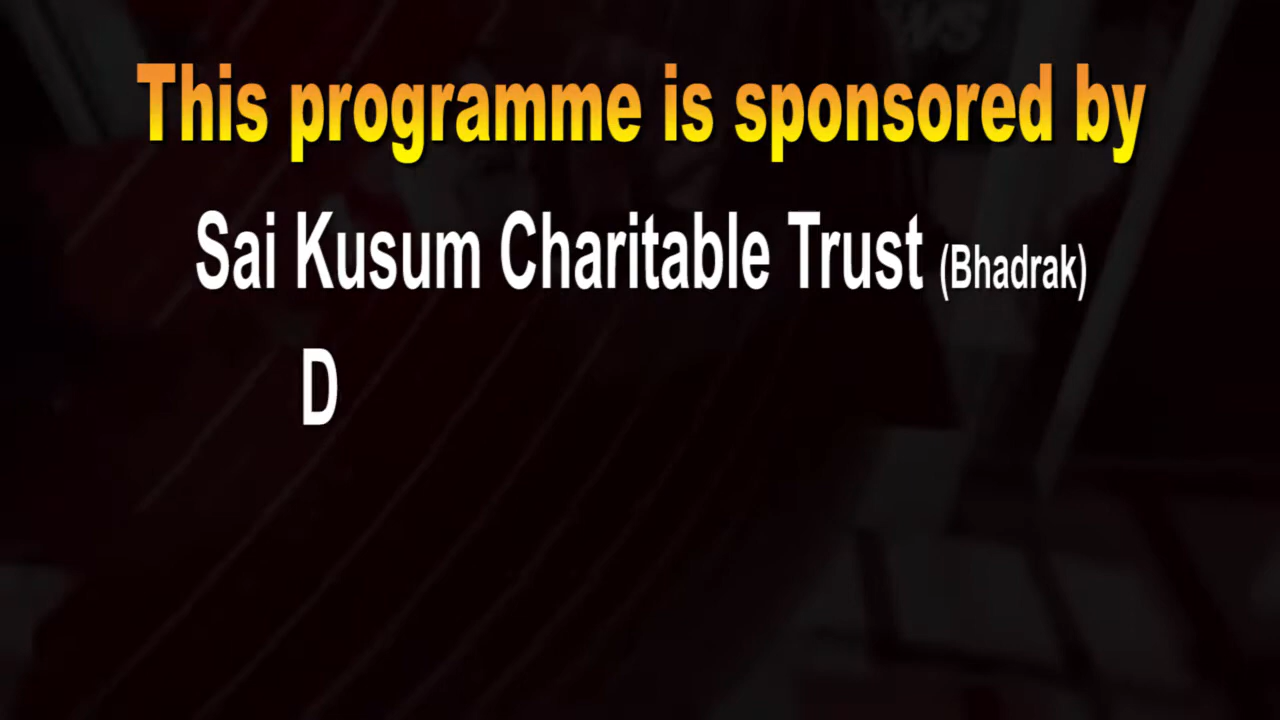 This programme is sponsored by
Sai Kusum Charitable Trust (Bhadrak)
D